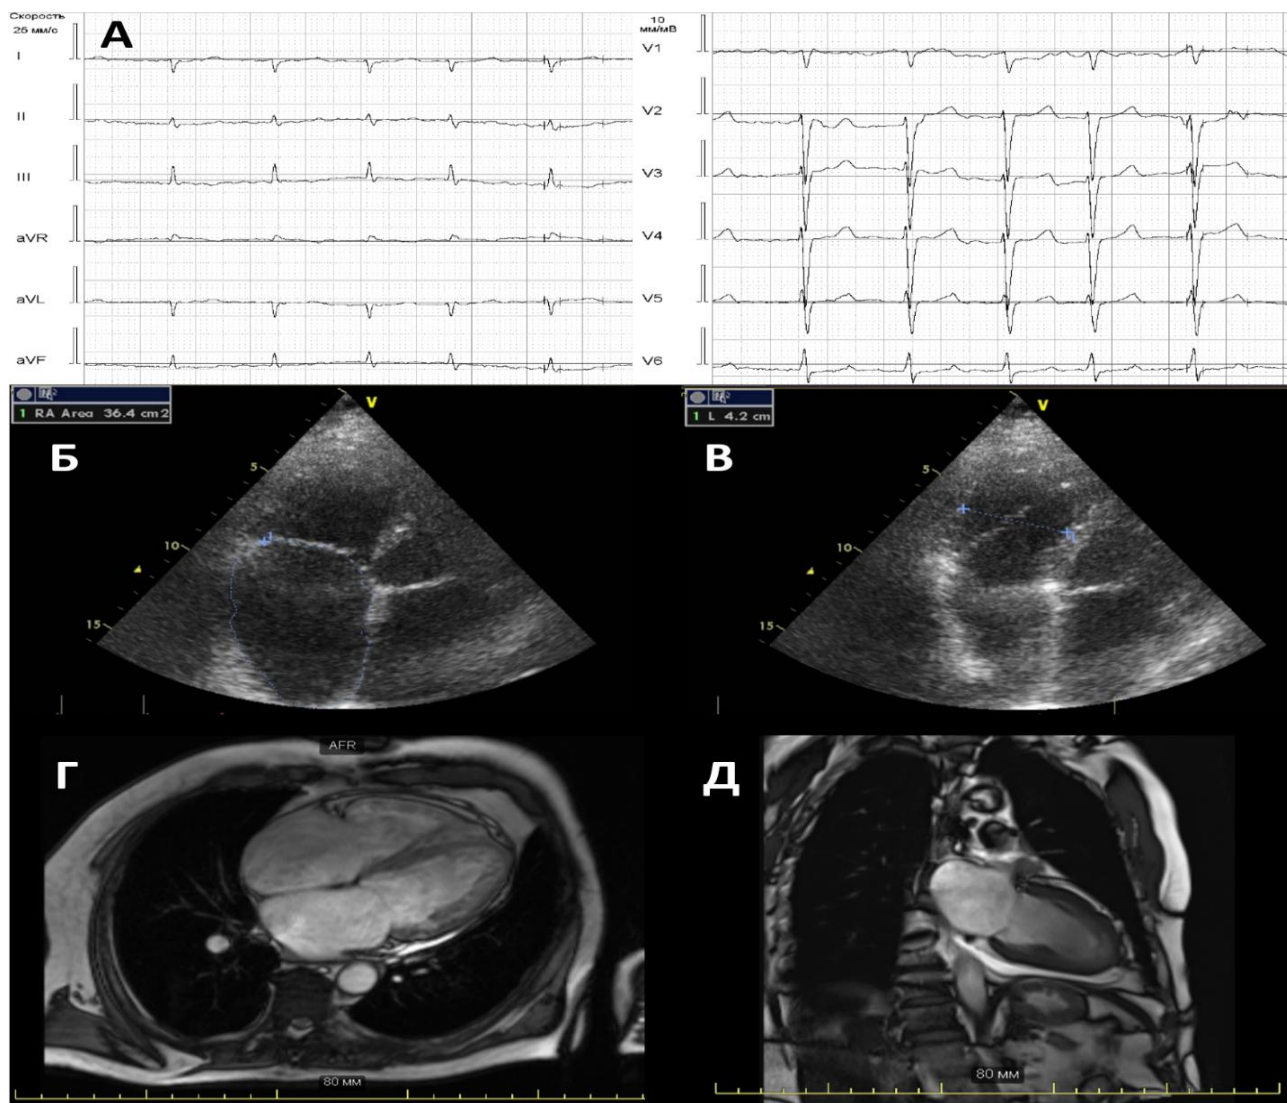 Скорость
25 мм/с
А
I
II
III
aVR
aVL
aVF
10
мм/мВ
V1
V2
V3
V4
V5
V6
1 RA Area 36.4 cm2
Б
V
5
10
15
1 L 4.2 cm
В
V
5
10
15
Г
AFR
80 мм
Д
80 мм